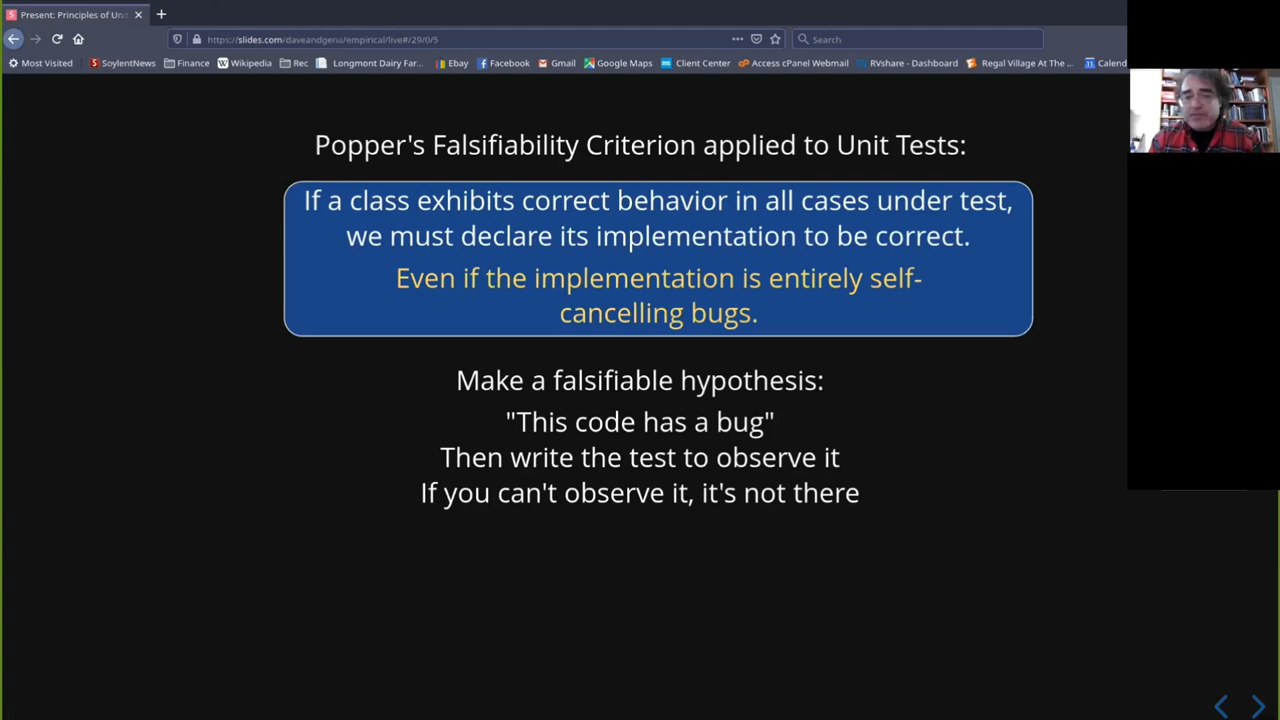 Present: Principles of Unit
https://slides.com/daveandgena/empirical/live#/29/0/5
Search
Most Visited
SoylentNews
Finance
Wikipedia
Rec
Longmont Dairy Far...
Ebay
Facebook
Gmail
Google Maps
Client Center
Access cPanel Webmail
RVshare - Dashboard
Regal Village At The ...
Calend
Popper's Falsifiability Criterion applied to Unit Tests:
If a class exhibits correct behavior in all cases under test,
we must declare its implementation to be correct.
Even if the implementation is entirely self-
cancelling bugs.
Make a falsifiable hypothesis:
"This code has a bug"
Then write the test to observe it
If you can't observe it, it's not there